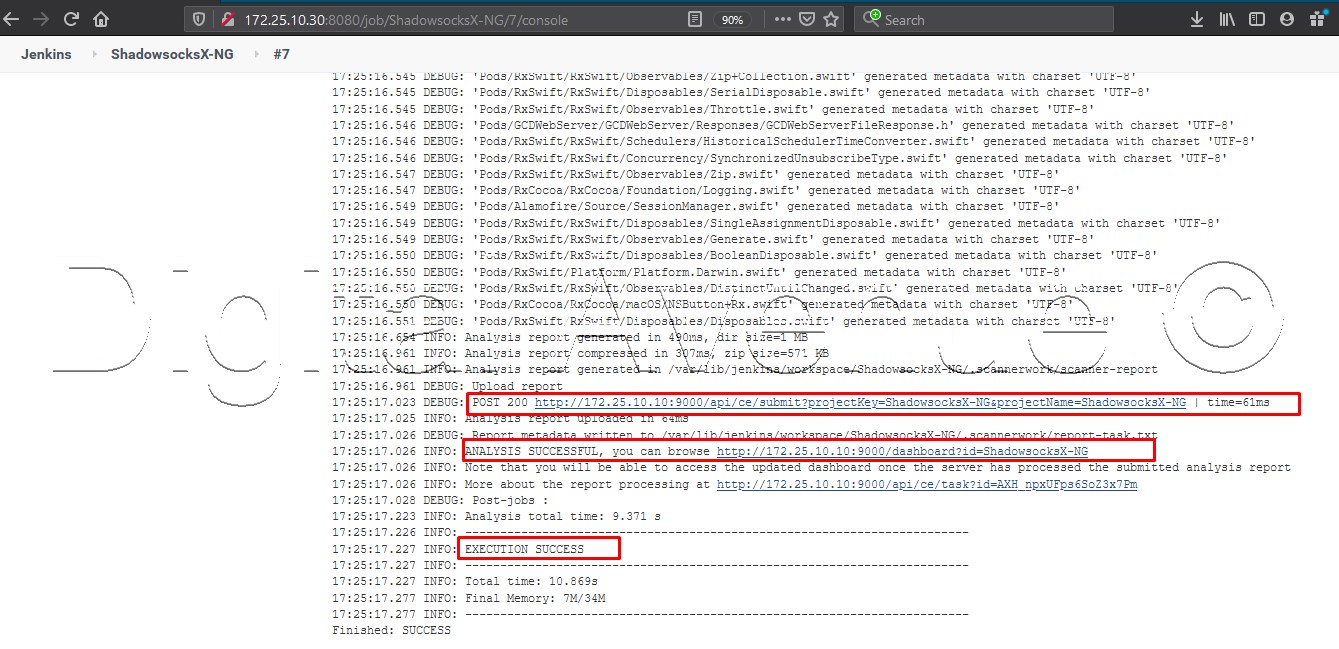 172.25.10.30:8080/job/ShadowsocksX-NG/7/console
90%
Search
Jenkins ShadowsocksX-NG #7
17:25:16.545 DEBUG: 'Pods/RxSwift/RxSwift/Observables/Zip+Collection.swift' generated metadata with charset 'UTF-8'
17:25:16.545 DEBUG: 'Pods/RxSwift/RxSwift/Disposables/SerialDisposable.swift' generated metadata with charset 'UTF-8'
17:25:16.545 DEBUG: 'Pods/RxSwift/RxSwift/Observables/Throttle.swift' generated metadata with charset 'UTF-8'
17:25:16.546 DEBUG: 'Pods/GCDWebServer/GCDWebServer/Responses/GCDWebServerFileResponse.h' generated metadata with charset 'UTF-8'
17:25:16.546 DEBUG: 'Pods/RxSwift/RxSwift/Schedulers/HistoricalSchedulerTimeConverter.swift' generated metadata with charset 'UTF-8'
17:25:16.546 DEBUG: 'Pods/RxSwift/RxSwift/Concurrency/SynchronizedUnsubscribeType.swift' generated metadata with charset 'UTF-8'
17:25:16.547 DEBUG: 'Pods/RxSwift/RxSwift/Observables/Zip.swift' generated metadata with charset 'UTF-8'
17:25:16.547 DEBUG: 'Pods/RxCocoa/RxCocoa/Foundation/Logging.swift' generated metadata with charset 'UTF-8'
17:25:16.549 DEBUG: 'Pods/Alamofire/Source/SessionManager.swift' generated metadata with charset 'UTF-8'
17:25:16.549 DEBUG: 'Pods/RxSwift/RxSwift/Disposables/SingleAssignmentDisposable.swift' generated metadata with charset 'UTF-8'
17:25:16.549 DEBUG: 'Pods/RxSwift/RxSwift/Observables/Generate.swift' generated metadata with charset 'UTF-8'
17:25:16.550 DEBUG: 'Pods/RxSwift/RxSwift/Disposables/BooleanDisposable.swift' generated metadata with charset 'UTF-8'
17:25:16.550 DEBUG: 'Pods/RxSwift/Platform/Platform.Darwin.swift' generated metadata with charset 'UTF-8'
17:25:16.550 DEBUG: 'Pods/RxSwift/RxSwift/Observables/DistinctUntilChanged.swift' generated metadata with charset 'UTF-8'
17:25:16.550 DEBUG: 'Pods/RxCocoa/RxCocoa/macOS/NSButton+Rx.swift' generated metadata with charset 'UTF-8'
17:25:16.551 DEBUG: 'Pods/RxSwift/RxSwift/Disposables/Disposables.swift' generated metadata with charset 'UTF-8'
17:25:16.654 INFO: Analysis report generated in 490ms, dir size=1 MB
17:25:16.961 INFO: Analysis report compressed in 307ms, zip size=571 KB
17:25:16.961 INFO: Analysis report generated in /var/lib/jenkins/workspace/ShadowsocksX-NG/.scannerwork/scanner-report
17:25:16.961 DEBUG: Upload report
17:25:17.023 DEBUG: POST 200 http://172.25.10.10:9000/api/ce/submit?projectKey=ShadowsocksX-NG&projectName=ShadowsocksX-NG | time=61ms
17:25:17.025 INFO: Analysis report uploaded in 64ms
17:25:17.026 DEBUG: Report metadata written to /var/lib/jenkins/workspace/ShadowsocksX-NG/.scannerwork/report-task.txt
17:25:17.026 INFO: ANALYSIS SUCCESSFUL, you can browse http://172.25.10.10:9000/dashboard?id=ShadowsocksX-NG
17:25:17.026 INFO: Note that you will be able to access the updated dashboard once the server has processed the submitted analysis report
17:25:17.026 INFO: More about the report processing at http://172.25.10.10:9000/api/ce/task?id=AXH_npxUFps6SoZ3x7Pm
17:25:17.028 DEBUG: Post-jobs :
17:25:17.223 INFO: Analysis total time: 9.371 s
17:25:17.226 INFO: ------------------------------------------------------------------------
17:25:17.227 INFO: EXECUTION SUCCESS
17:25:17.227 INFO: ------------------------------------------------------------------------
17:25:17.227 INFO: Total time: 10.869s
17:25:17.277 INFO: Final Memory: 7M/34M
17:25:17.277 INFO: ------------------------------------------------------------------------
Finished: SUCCESS